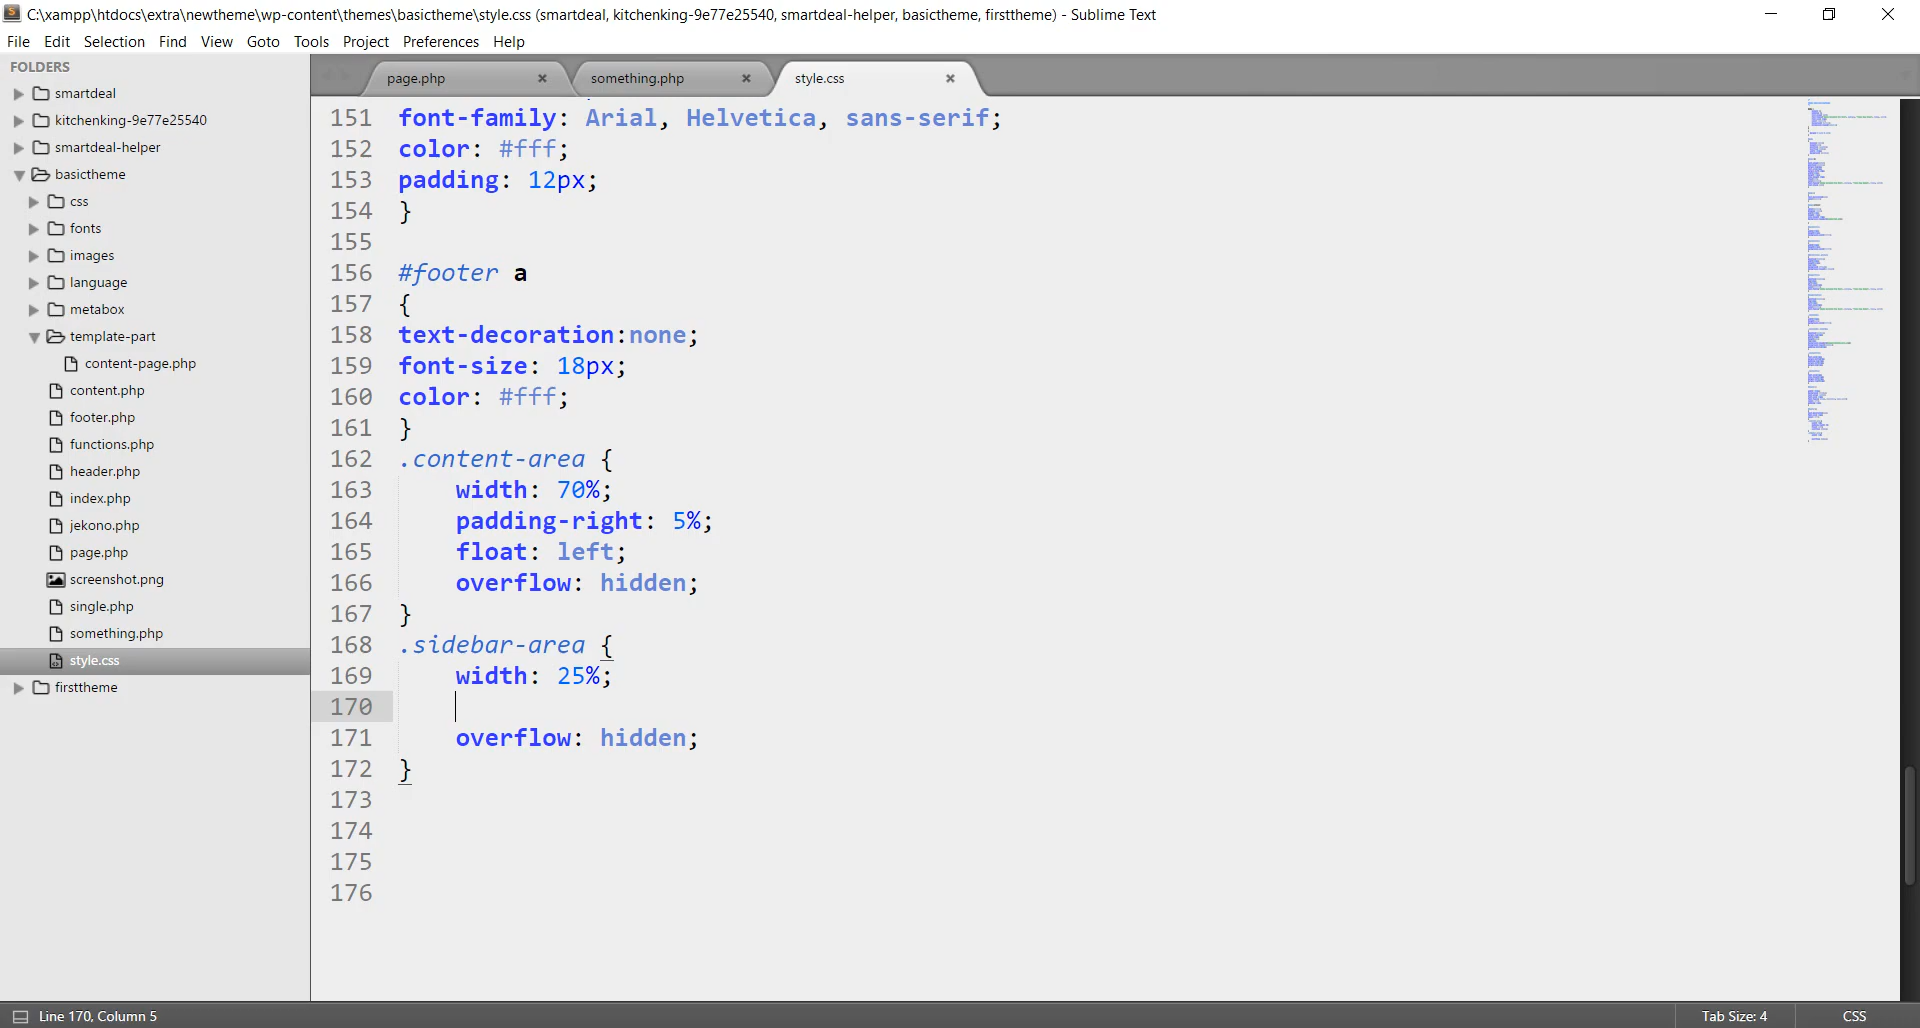 C:\xampp\htdocs\extra\newtheme\wp-content\themes\basictheme\style.css (smartdeal, kitchenking-9e77e25540, smartdeal-helper, basictheme, firsttheme) - Sublime Text
File Edit Selection Find View Goto Tools Project Preferences Help
FOLDERS
smartdeal
kitchenking-9e77e25540
smartdeal-helper
basictheme
css
fonts
images
language
metabox
template-part
content-page.php
content.php
footer.php
functions.php
header.php
index.php
jekono.php
page.php
screenshot.png
single.php
something.php
style.css
firsttheme
page.php something.php style.css
151 font-family: Arial, Helvetica, sans-serif;
152 color: #fff;
153 padding: 12px;
154 }
155
156 #footer a
157 {
158 text-decoration:none;
159 font-size: 18px;
160 color: #fff;
161 }
162 .content-area {
163 width: 70%;
164 padding-right: 5%;
165 float: left;
166 overflow: hidden;
167 }
168 .sidebar-area {
169 width: 25%;
170
171 overflow: hidden;
172 }
173
174
175
176
Line 170, Column 5 Tab Size: 4 CSS